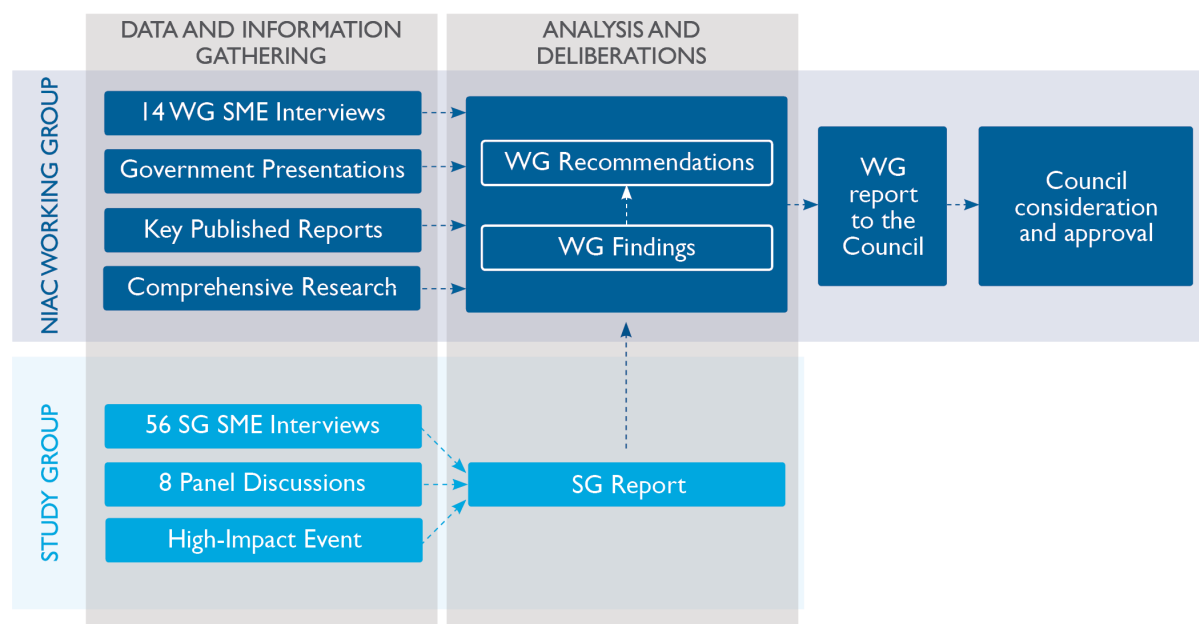 DATA AND INFORMATION
GATHERING
ANALYSIS AND
DELIBERATIONS
NIAC WORKING GROUP
14 WG SME Interviews
Government Presentations
Key Published Reports
Comprehensive Research
WG Recommendations
WG Findings
WG
report
to the
Council
Council
consideration
and approval
STUDY GROUP
56 SG SME Interviews
8 Panel Discussions
High-Impact Event
SG Report